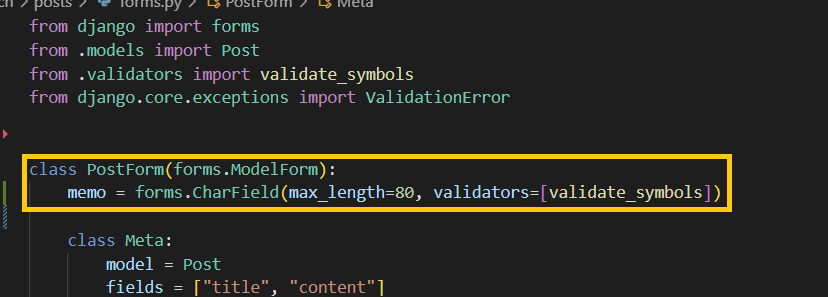 ch > posts > forms.py > PostForm > Meta
from django import forms
from .models import Post
from .validators import validate_symbols
from django.core.exceptions import ValidationError
class PostForm(forms.ModelForm):
    memo = forms.CharField(max_length=80, validators=[validate_symbols])
    class Meta:
        model = Post
        fields = ["title", "content"]